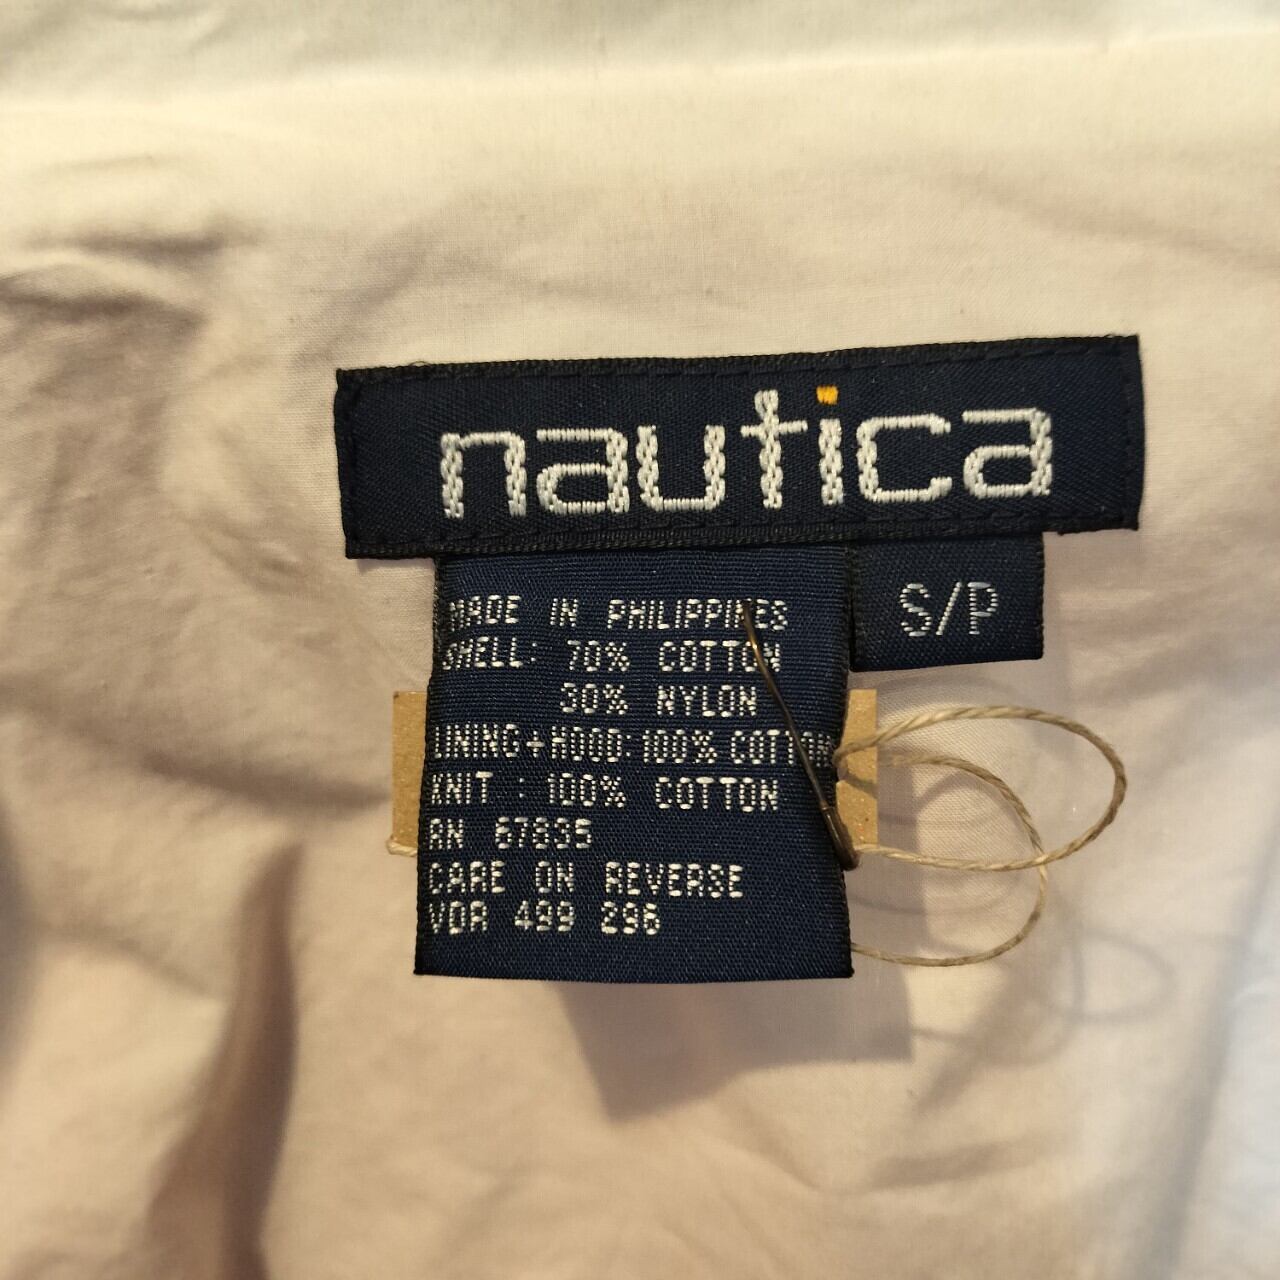 nautica
S/P
MADE IN PHILIPPINES
SHELL: 70% COTTON
30% NYLON
LINING+HOOD:100% COTTON
KNIT : 100% COTTON
RN 67835
CARE ON REVERSE
VDR 499 296